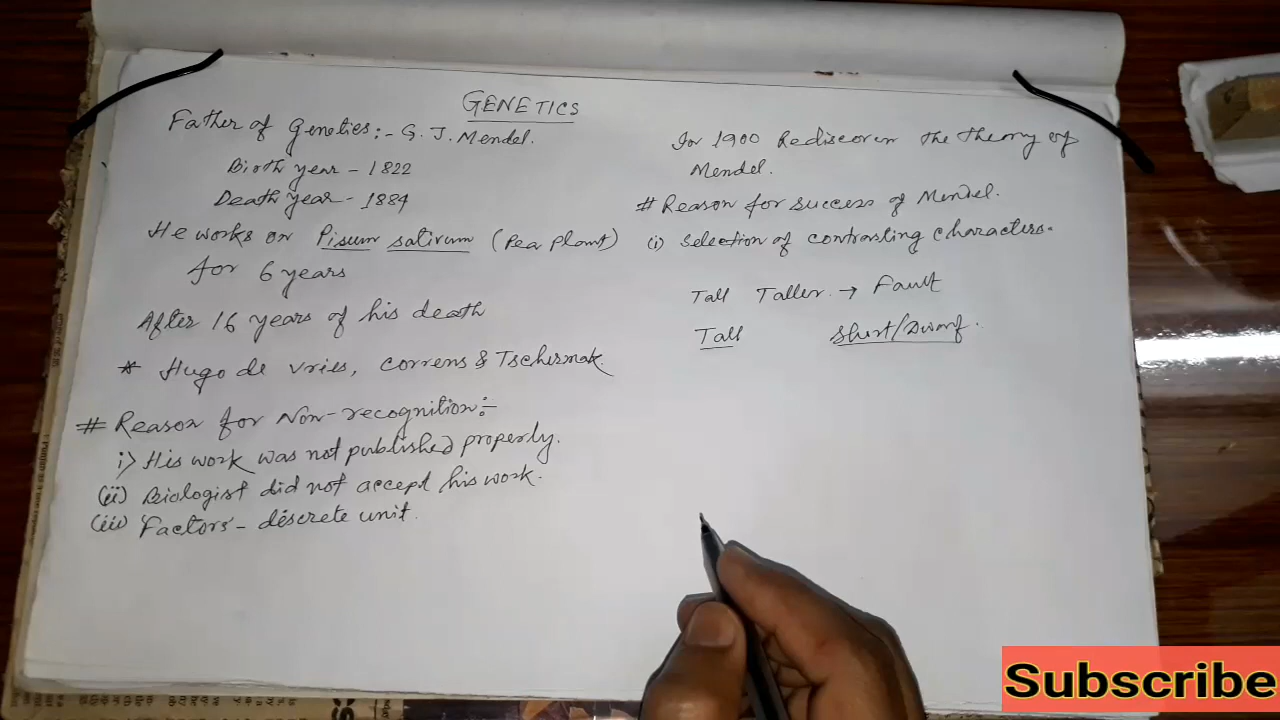 GENETICS
Father of Genetics:- G. J. Mendel.
Birth year - 1822
Death year - 1884
He works on Pisum sativum (Pea Plant)
for 6 years
After 16 years of his death
* Hugo de Vries, Correns & Tschermak
# Reason for Non-recognition:-
i) His work was not published properly.
(ii) Biologist did not accept his work.
(iii) 'Factors' - discrete unit.
In 1900 Rediscover the theory of
Mendel.
# Reason for success of Mendel.
(i) Selection of contrasting characters.
Tall Taller → Fault
Tall Short/Dwarf.
Subscribe